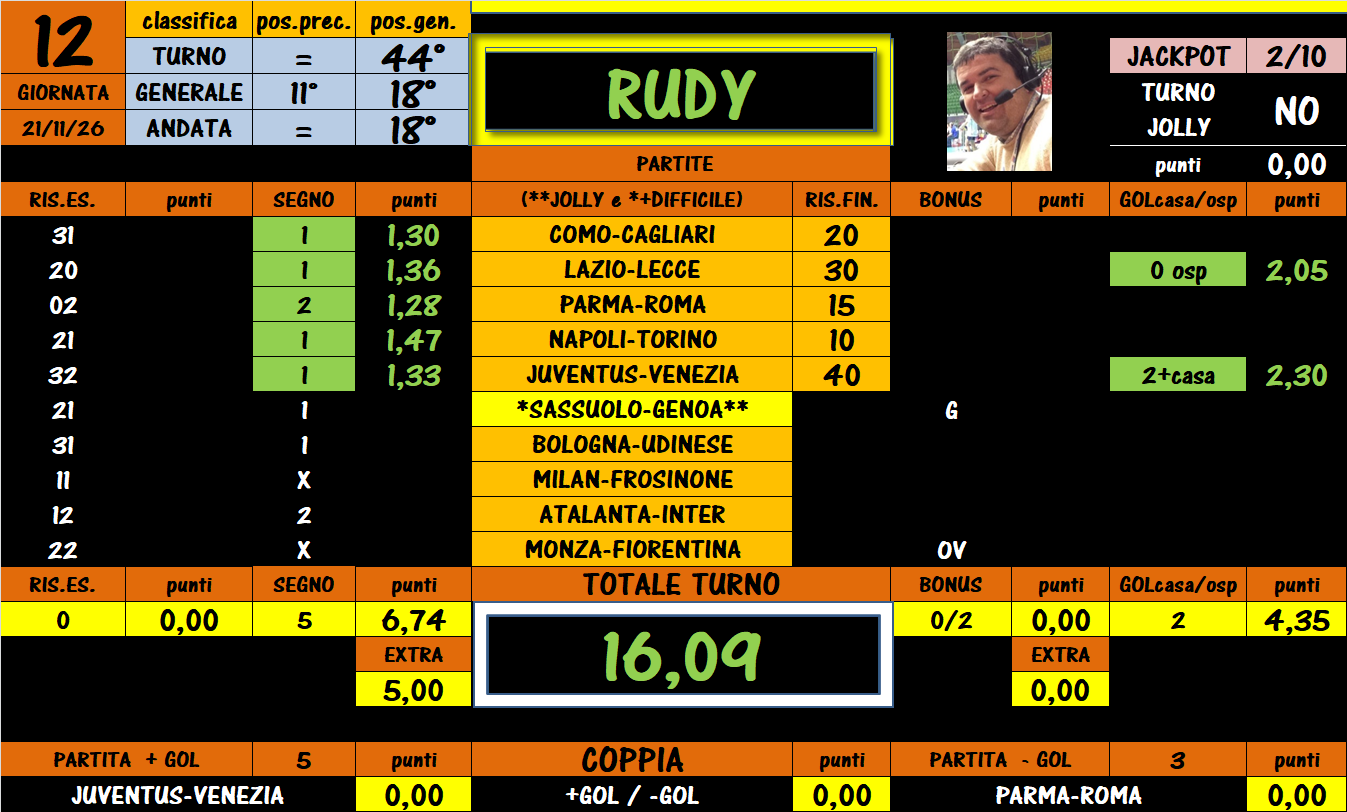 12 classifica pos.prec. pos.gen.
TURNO = 44°
GIORNATA GENERALE 11° 18°
21/11/26 ANDATA = 18°
RUDY
JACKPOT 2/10
TURNO JOLLY NO
punti 0,00
PARTITE
RIS.ES. punti SEGNO punti (**JOLLY e *+DIFFICILE) RIS.FIN. BONUS punti GOLcasa/osp punti
31 1 1,30 COMO-CAGLIARI 20
20 1 1,36 LAZIO-LECCE 30 0 osp 2,05
02 2 1,28 PARMA-ROMA 15
21 1 1,47 NAPOLI-TORINO 10
32 1 1,33 JUVENTUS-VENEZIA 40 2+casa 2,30
21 1 *SASSUOLO-GENOA** G
31 1 BOLOGNA-UDINESE
11 X MILAN-FROSINONE
12 2 ATALANTA-INTER
22 X MONZA-FIORENTINA OV
RIS.ES. punti SEGNO punti TOTALE TURNO BONUS punti GOLcasa/osp punti
0 0,00 5 6,74 16,09 0/2 0,00 2 4,35
EXTRA EXTRA
5,00 0,00
PARTITA + GOL 5 punti COPPIA punti PARTITA - GOL 3 punti
JUVENTUS-VENEZIA 0,00 +GOL / -GOL 0,00 PARMA-ROMA 0,00